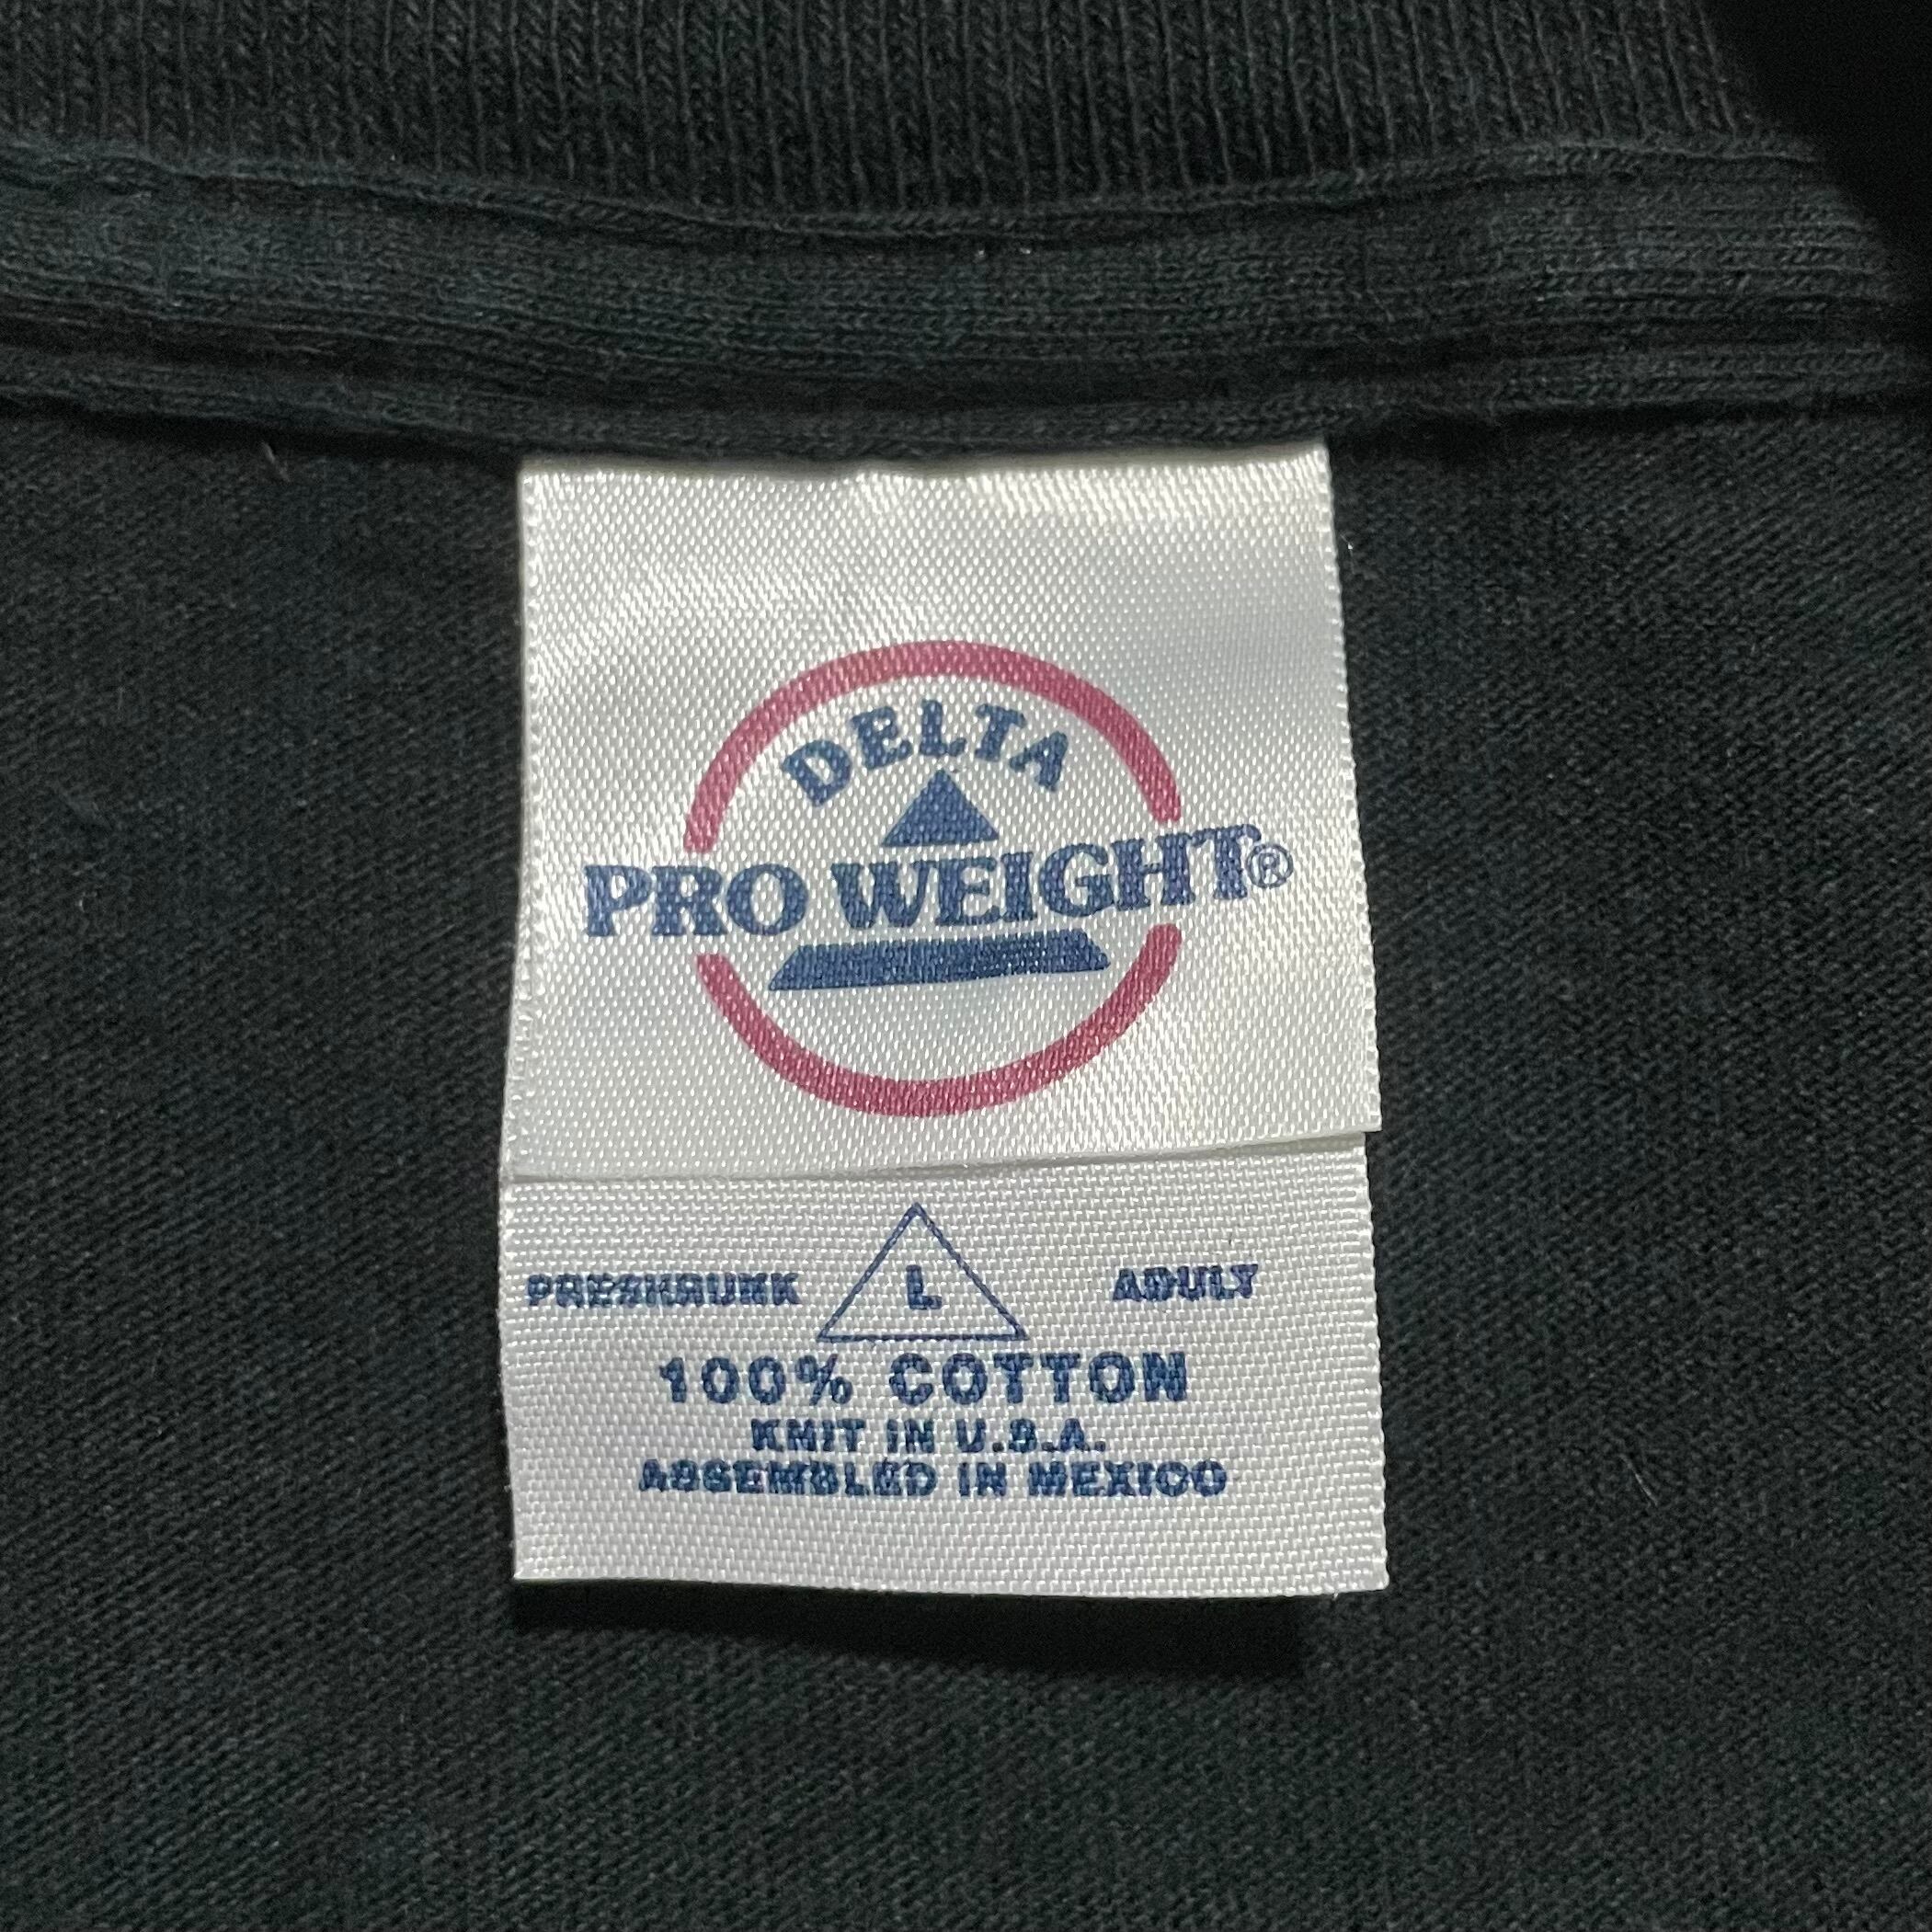 DELTA
PRO WEIGHT®
PRESHRUNK L ADULT
100% COTTON
KNIT IN U.S.A.
ASSEMBLED IN MEXICO